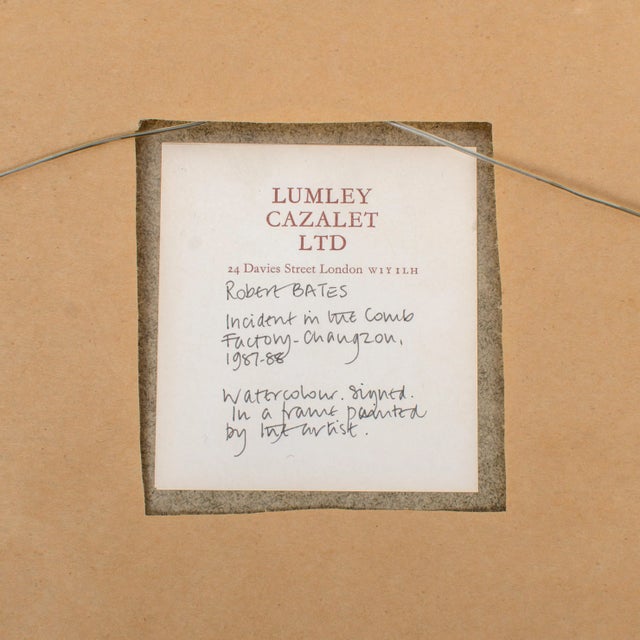 LUMLEY
CAZALET
LTD
24 Davies Street London W1Y 1LH
Robert BATES
Incident in the Comb
Factory - Changzon,
1987-88
Watercolour. Signed.
In a frame painted
by the artist.